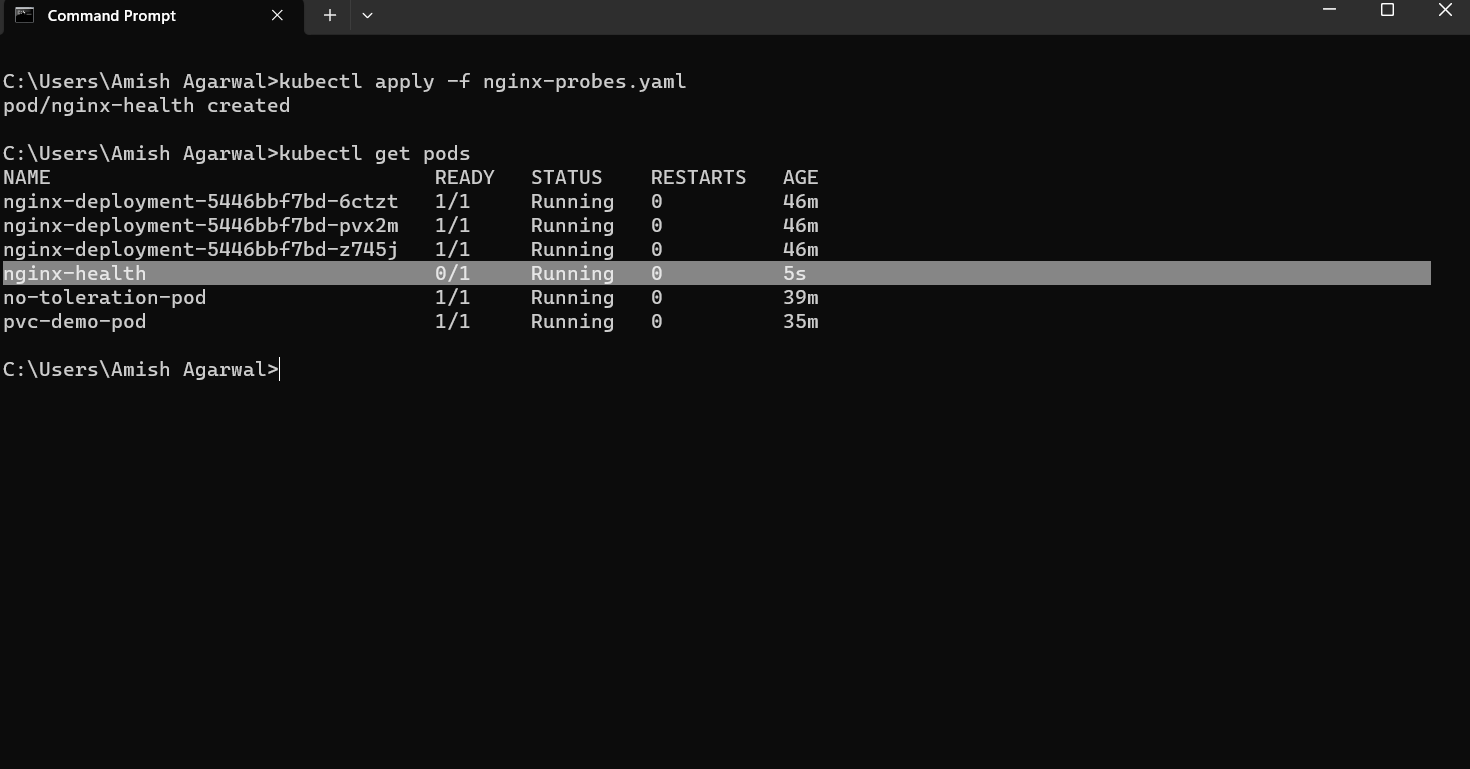 Command Prompt
C:\Users\Amish Agarwal>kubectl apply -f nginx-probes.yaml
pod/nginx-health created
C:\Users\Amish Agarwal>kubectl get pods
NAME                                READY   STATUS    RESTARTS   AGE
nginx-deployment-5446bbf7bd-6ctzt   1/1     Running   0          46m
nginx-deployment-5446bbf7bd-pvx2m   1/1     Running   0          46m
nginx-deployment-5446bbf7bd-z745j   1/1     Running   0          46m
nginx-health                        0/1     Running   0          5s
no-toleration-pod                   1/1     Running   0          39m
pvc-demo-pod                        1/1     Running   0          35m
C:\Users\Amish Agarwal>